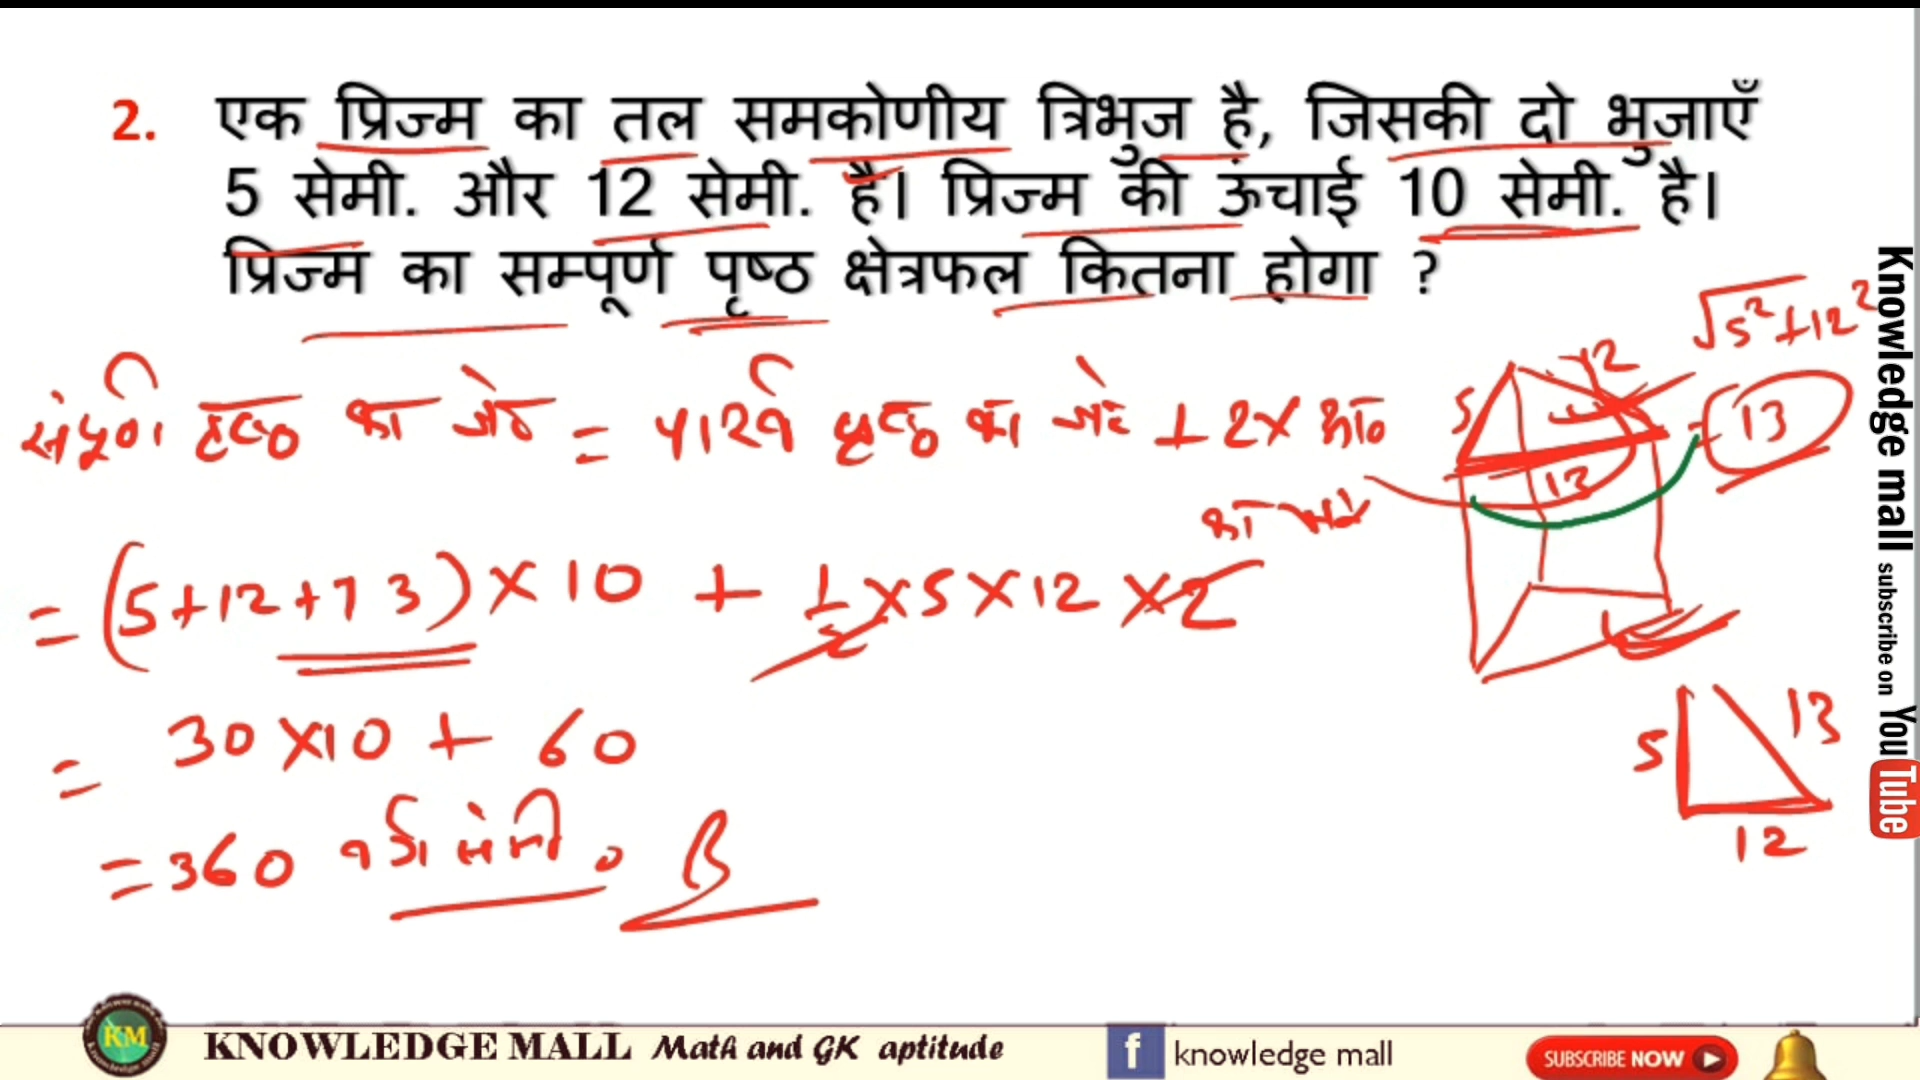 2. एक प्रिज्म का तल समकोणीय त्रिभुज है, जिसकी दो भुजाएँ
5 सेमी. और 12 सेमी. है। प्रिज्म की ऊंचाई 10 सेमी. है।
प्रिज्म का सम्पूर्ण पृष्ठ क्षेत्रफल कितना होगा ?
√5²+12²
= 13
5
12
13
का = + 2 ×
का
= (5+12+13) × 10 + 1/2 × 5 × 12 × 2
= 30 × 10 + 60
= 360 वर्ग सेमी.
5
13
12
Knowledge mall subscribe on YouTube
KM
KNOWLEDGE MALL Math and GK aptitude
f knowledge mall
SUBSCRIBE NOW